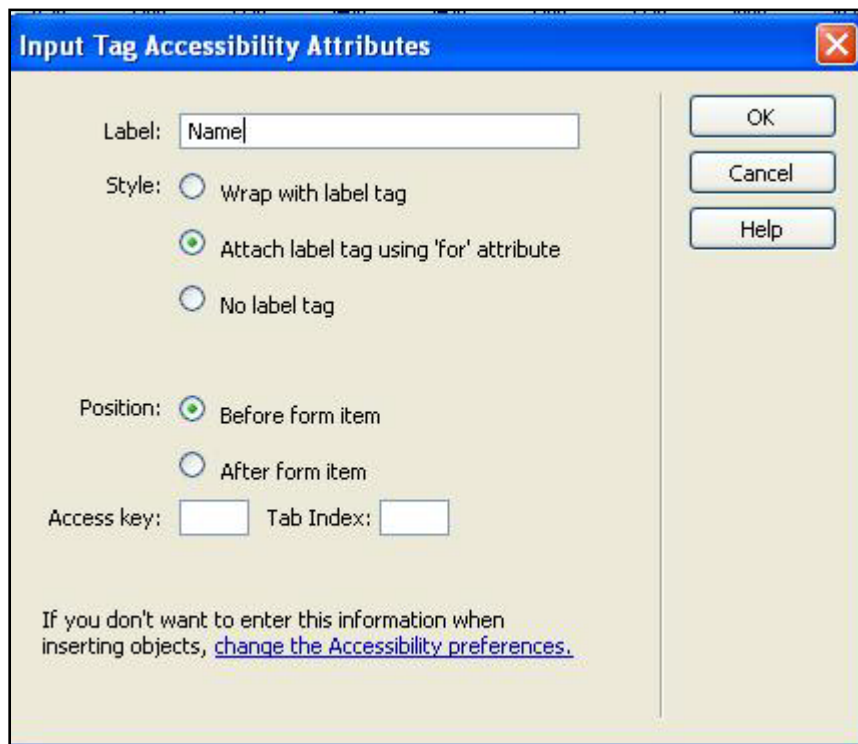 Input Tag Accessibility Attributes
Label: Name
Style: Wrap with label tag
Attach label tag using 'for' attribute
No label tag
Position: Before form item
After form item
Access key: Tab Index:
If you don't want to enter this information when
inserting objects, change the Accessibility preferences.
OK
Cancel
Help